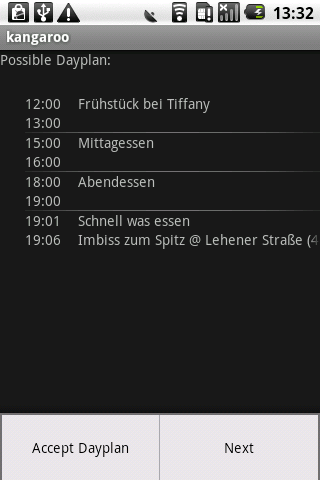 13:32
kangaroo
Possible Dayplan:
12:00 Frühstück bei Tiffany
13:00
15:00 Mittagessen
16:00
18:00 Abendessen
19:00
19:01 Schnell was essen
19:06 Imbiss zum Spitz @ Lehener Straße (4
Accept Dayplan Next